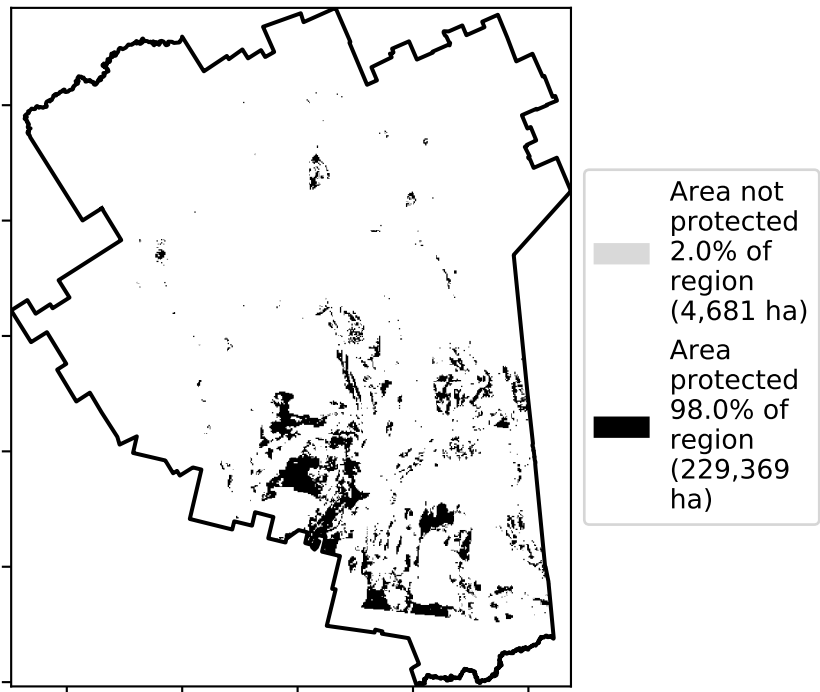 Area not
protected
2.0% of
region
(4,681 ha)
Area
protected
98.0% of
region
(229,369
ha)